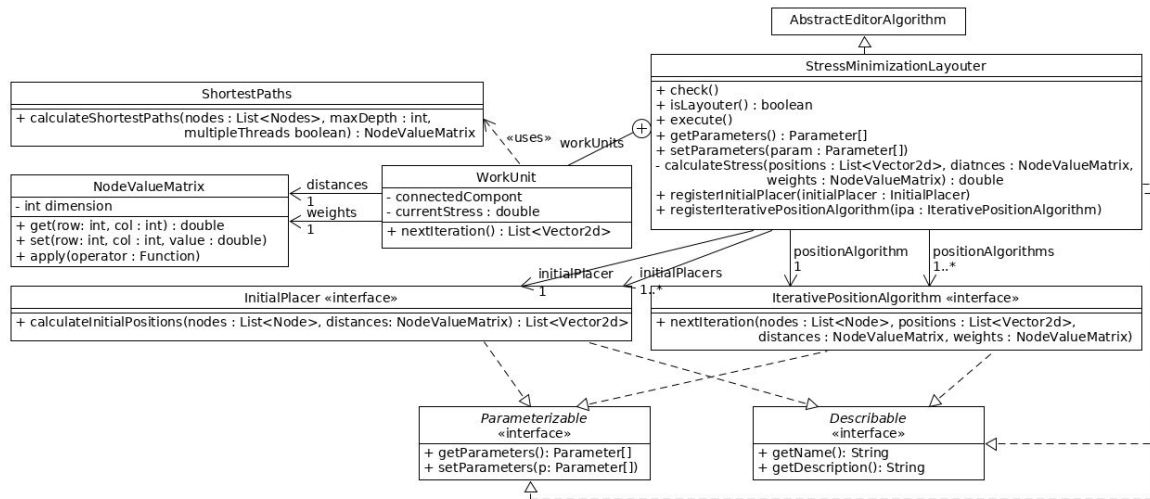 AbstractEditorAlgorithm
StressMinimizationLayouter
+ check()
+ isLayouter() : boolean
+ execute()
+ getParameters() : Parameter[]
+ setParameters(param : Parameter[])
- calculateStress(positions : List<Vector2d>, diatnces : NodeValueMatrix,
weights : NodeValueMatrix) : double
+ registerInitialPlacer(initialPlacer : InitialPlacer)
+ registerIterativePositionAlgorithm(ipa : IterativePositionAlgorithm)
ShortestPaths
+ calculateShortestPaths(nodes : List<Nodes>, maxDepth : int,
multipleThreads boolean) : NodeValueMatrix
«uses»
workUnits
NodeValueMatrix
- int dimension
+ get(row: int, col : int) : double
+ set(row: int, col : int, value : double)
+ apply(operator : Function)
distances
1
weights
1
WorkUnit
- connectedCompont
- currentStress : double
+ nextIteration() : List<Vector2d>
initialPlacer
1
initialPlacers
1..*
positionAlgorithm
1
positionAlgorithms
1..*
InitialPlacer «interface»
+ calculateInitialPositions(nodes : List<Node>, distances: NodeValueMatrix) : List<Vector2d>
IterativePositionAlgorithm «interface»
+ nextIteration(nodes : List<Node>, positions : List<Vector2d>,
distances : NodeValueMatrix, weights : NodeValueMatrix)
Parameterizable
«interface»
+ getParameters(): Parameter[]
+ setParameters(p: Parameter[])
Describable
«interface»
+ getName(): String
+ getDescription(): String